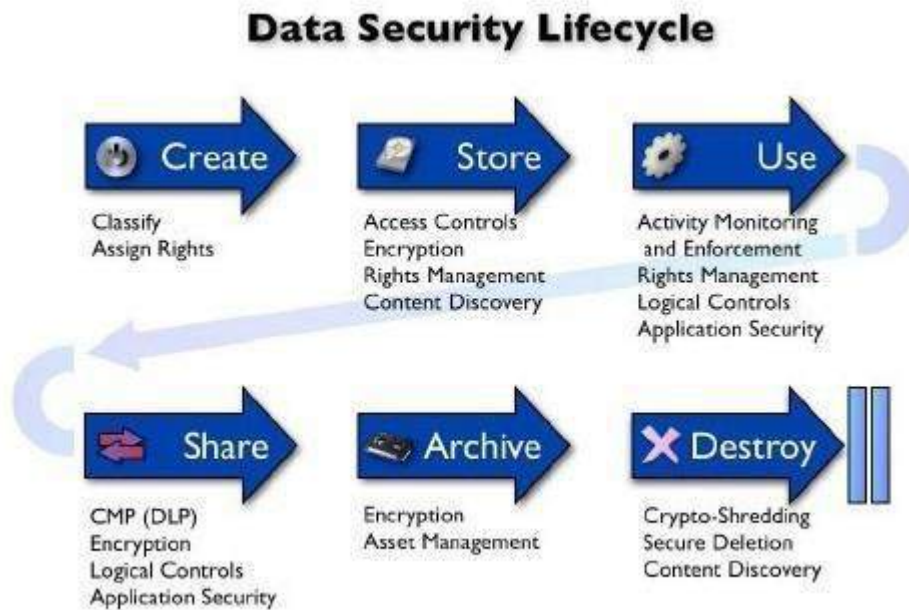 Data Security Lifecycle
Create
Classify
Assign Rights
Store
Access Controls
Encryption
Rights Management
Content Discovery
Use
Activity Monitoring
and Enforcement
Rights Management
Logical Controls
Application Security
Share
CMP (DLP)
Encryption
Logical Controls
Application Security
Archive
Encryption
Asset Management
Destroy
Crypto-Shredding
Secure Deletion
Content Discovery